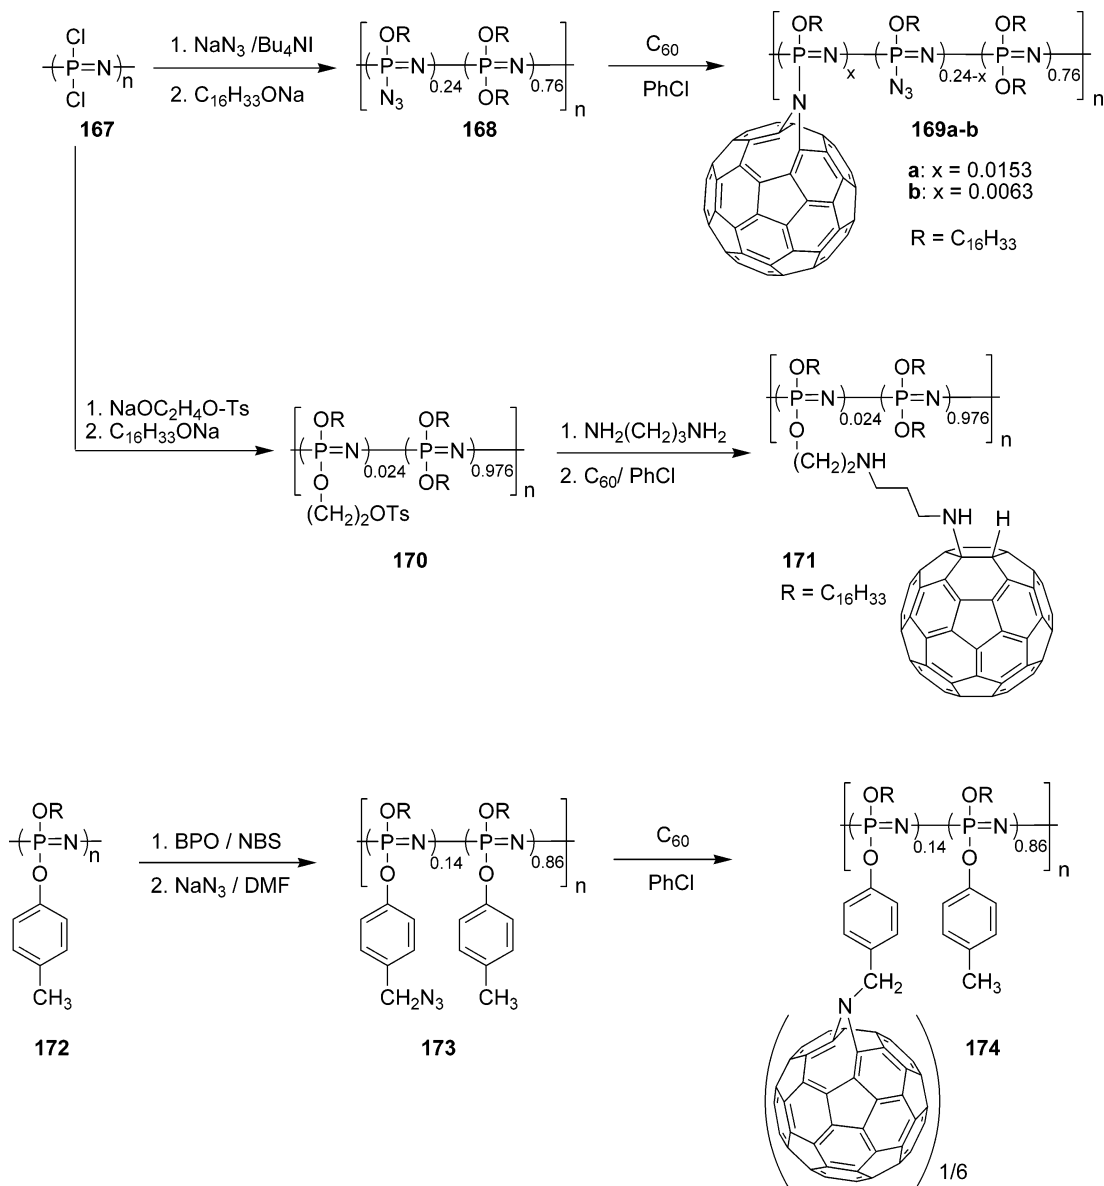 Cl
P=N
n
Cl
167
1. NaN3 /Bu4NI
2. C16H33ONa
OR OR
P=N P=N
0.24 0.76
N3 OR
n
168
C60
PhCl
OR OR OR
P=N P=N P=N
x 0.24-x 0.76
N N3 OR
n
169a-b
a: x = 0.0153
b: x = 0.0063
R = C16H33
1. NaOC2H4O-Ts
2. C16H33ONa
OR OR
P=N P=N
0.024 0.976
O OR
n
(CH2)2OTs
170
1. NH2(CH2)3NH2
2. C60/ PhCl
OR OR
P=N P=N
0.024 0.976
O OR
n
(CH2)2NH
NH H
171
R = C16H33
OR
P=N
n
O
CH3
172
1. BPO / NBS
2. NaN3 / DMF
OR OR
P=N P=N
0.14 0.86
O O
n
CH2N3 CH3
173
C60
PhCl
OR OR
P=N P=N
0.14 0.86
O O
n
CH2 CH3
N
174
1/6